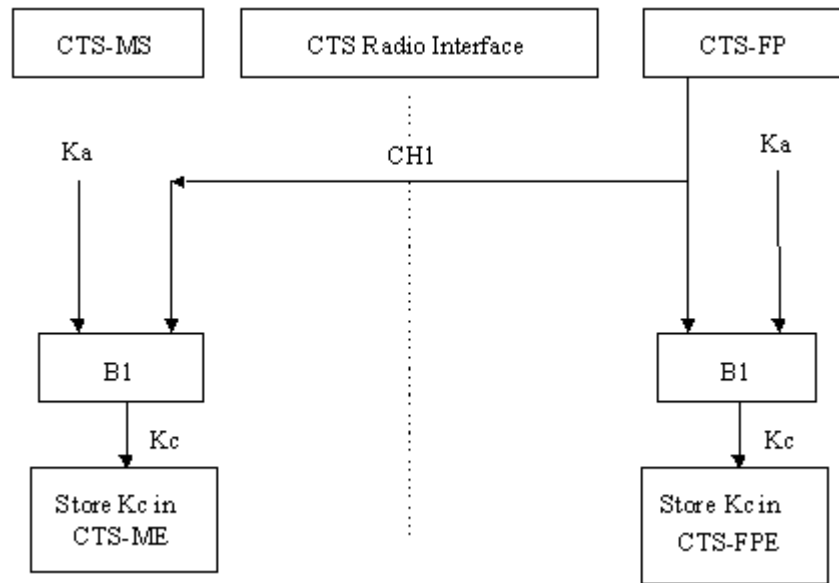 CTS-MS
CTS Radio Interface
CTS-FP
Ka
CH1
Ka
B1
B1
Kc
Kc
Store Kc in
CTS-ME
Store Kc in
CTS-FPE